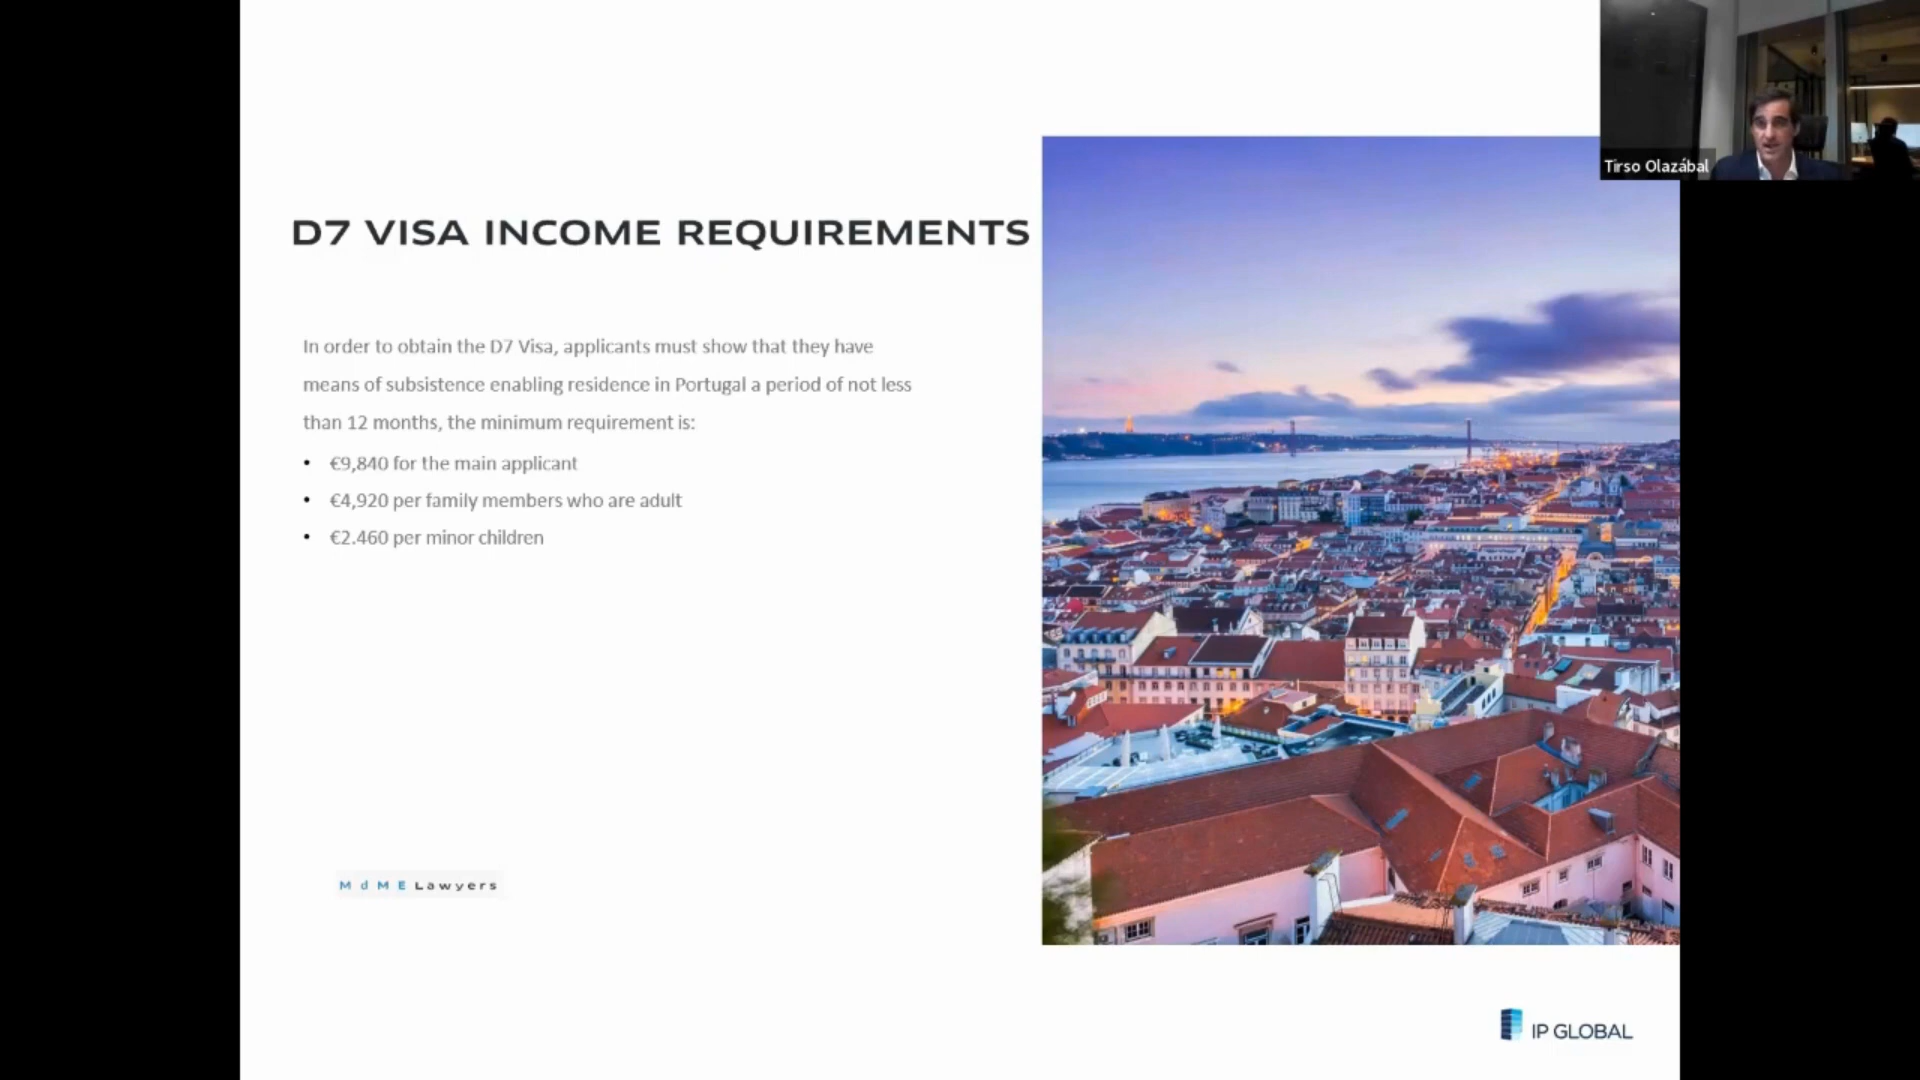 Tirso Olazábal
D7 VISA INCOME REQUIREMENTS
In order to obtain the D7 Visa, applicants must show that they have
means of subsistence enabling residence in Portugal a period of not less
than 12 months, the minimum requirement is:
• €9,840 for the main applicant
• €4,920 per family members who are adult
• €2.460 per minor children
MdME Lawyers
IP GLOBAL